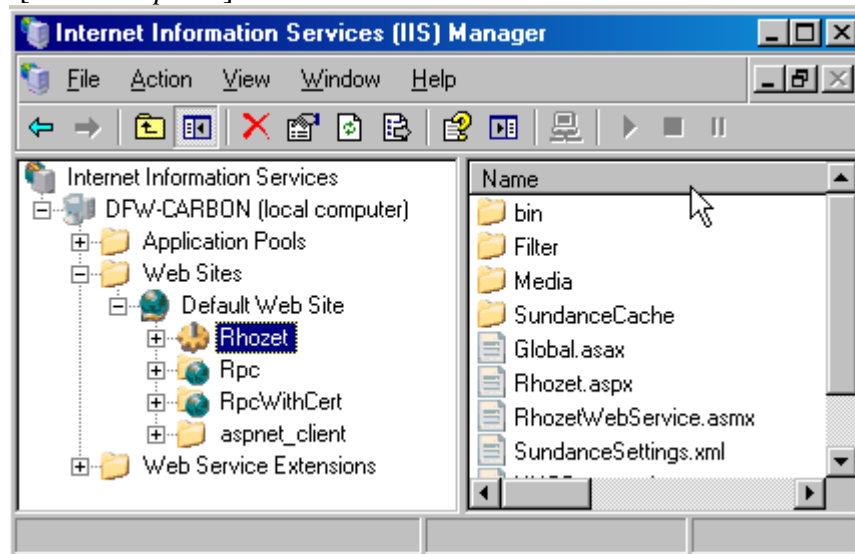 Internet Information Services (IIS) Manager
File Action View Window Help
Internet Information Services
DFW-CARBON (local computer)
Application Pools
Web Sites
Default Web Site
Rhozet
Rpc
RpcWithCert
aspnet_client
Web Service Extensions
Name
bin
Filter
Media
SundanceCache
Global.asax
Rhozet.aspx
RhozetWebService.asmx
SundanceSettings.xml